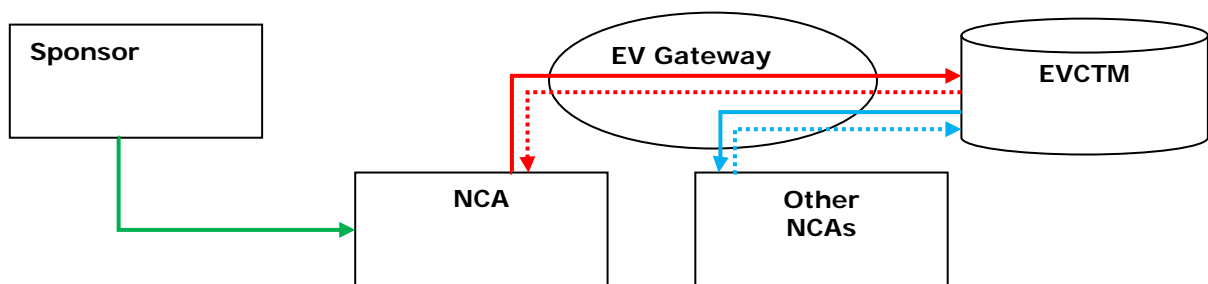 Sponsor
EV Gateway
EVCTM
NCA
Other
NCAs